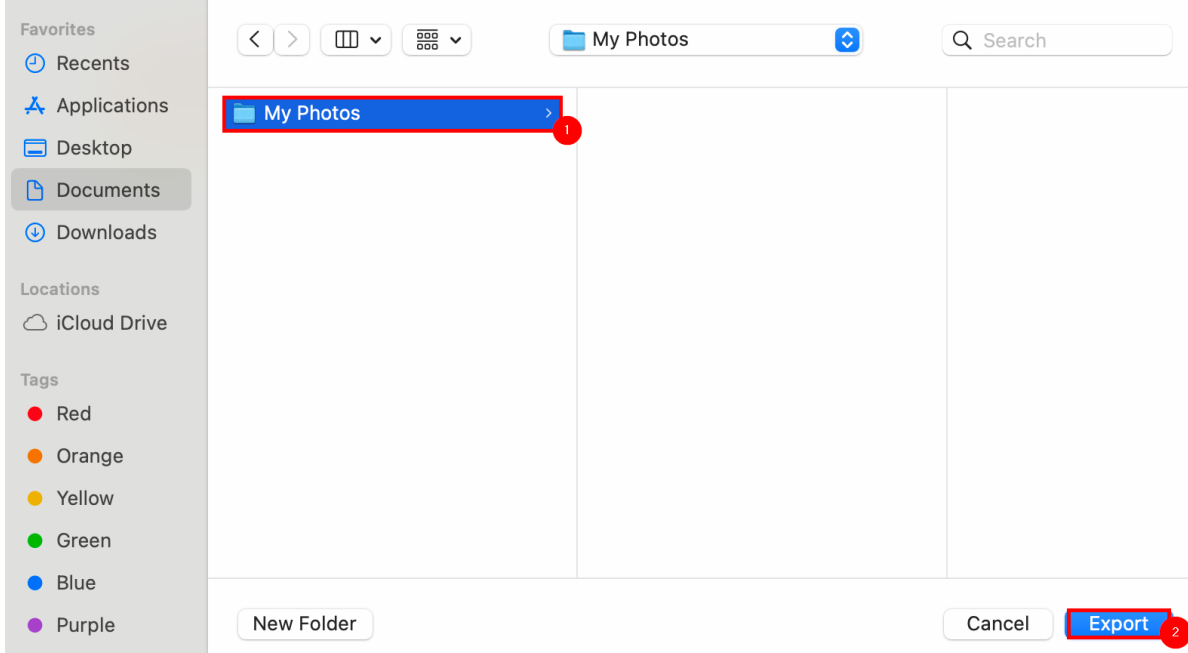 Favorites
Recents
Applications
Desktop
Documents
Downloads
Locations
iCloud Drive
Tags
Red
Orange
Yellow
Green
Blue
Purple
My Photos
Search
My Photos
1
New Folder
Cancel
Export
2